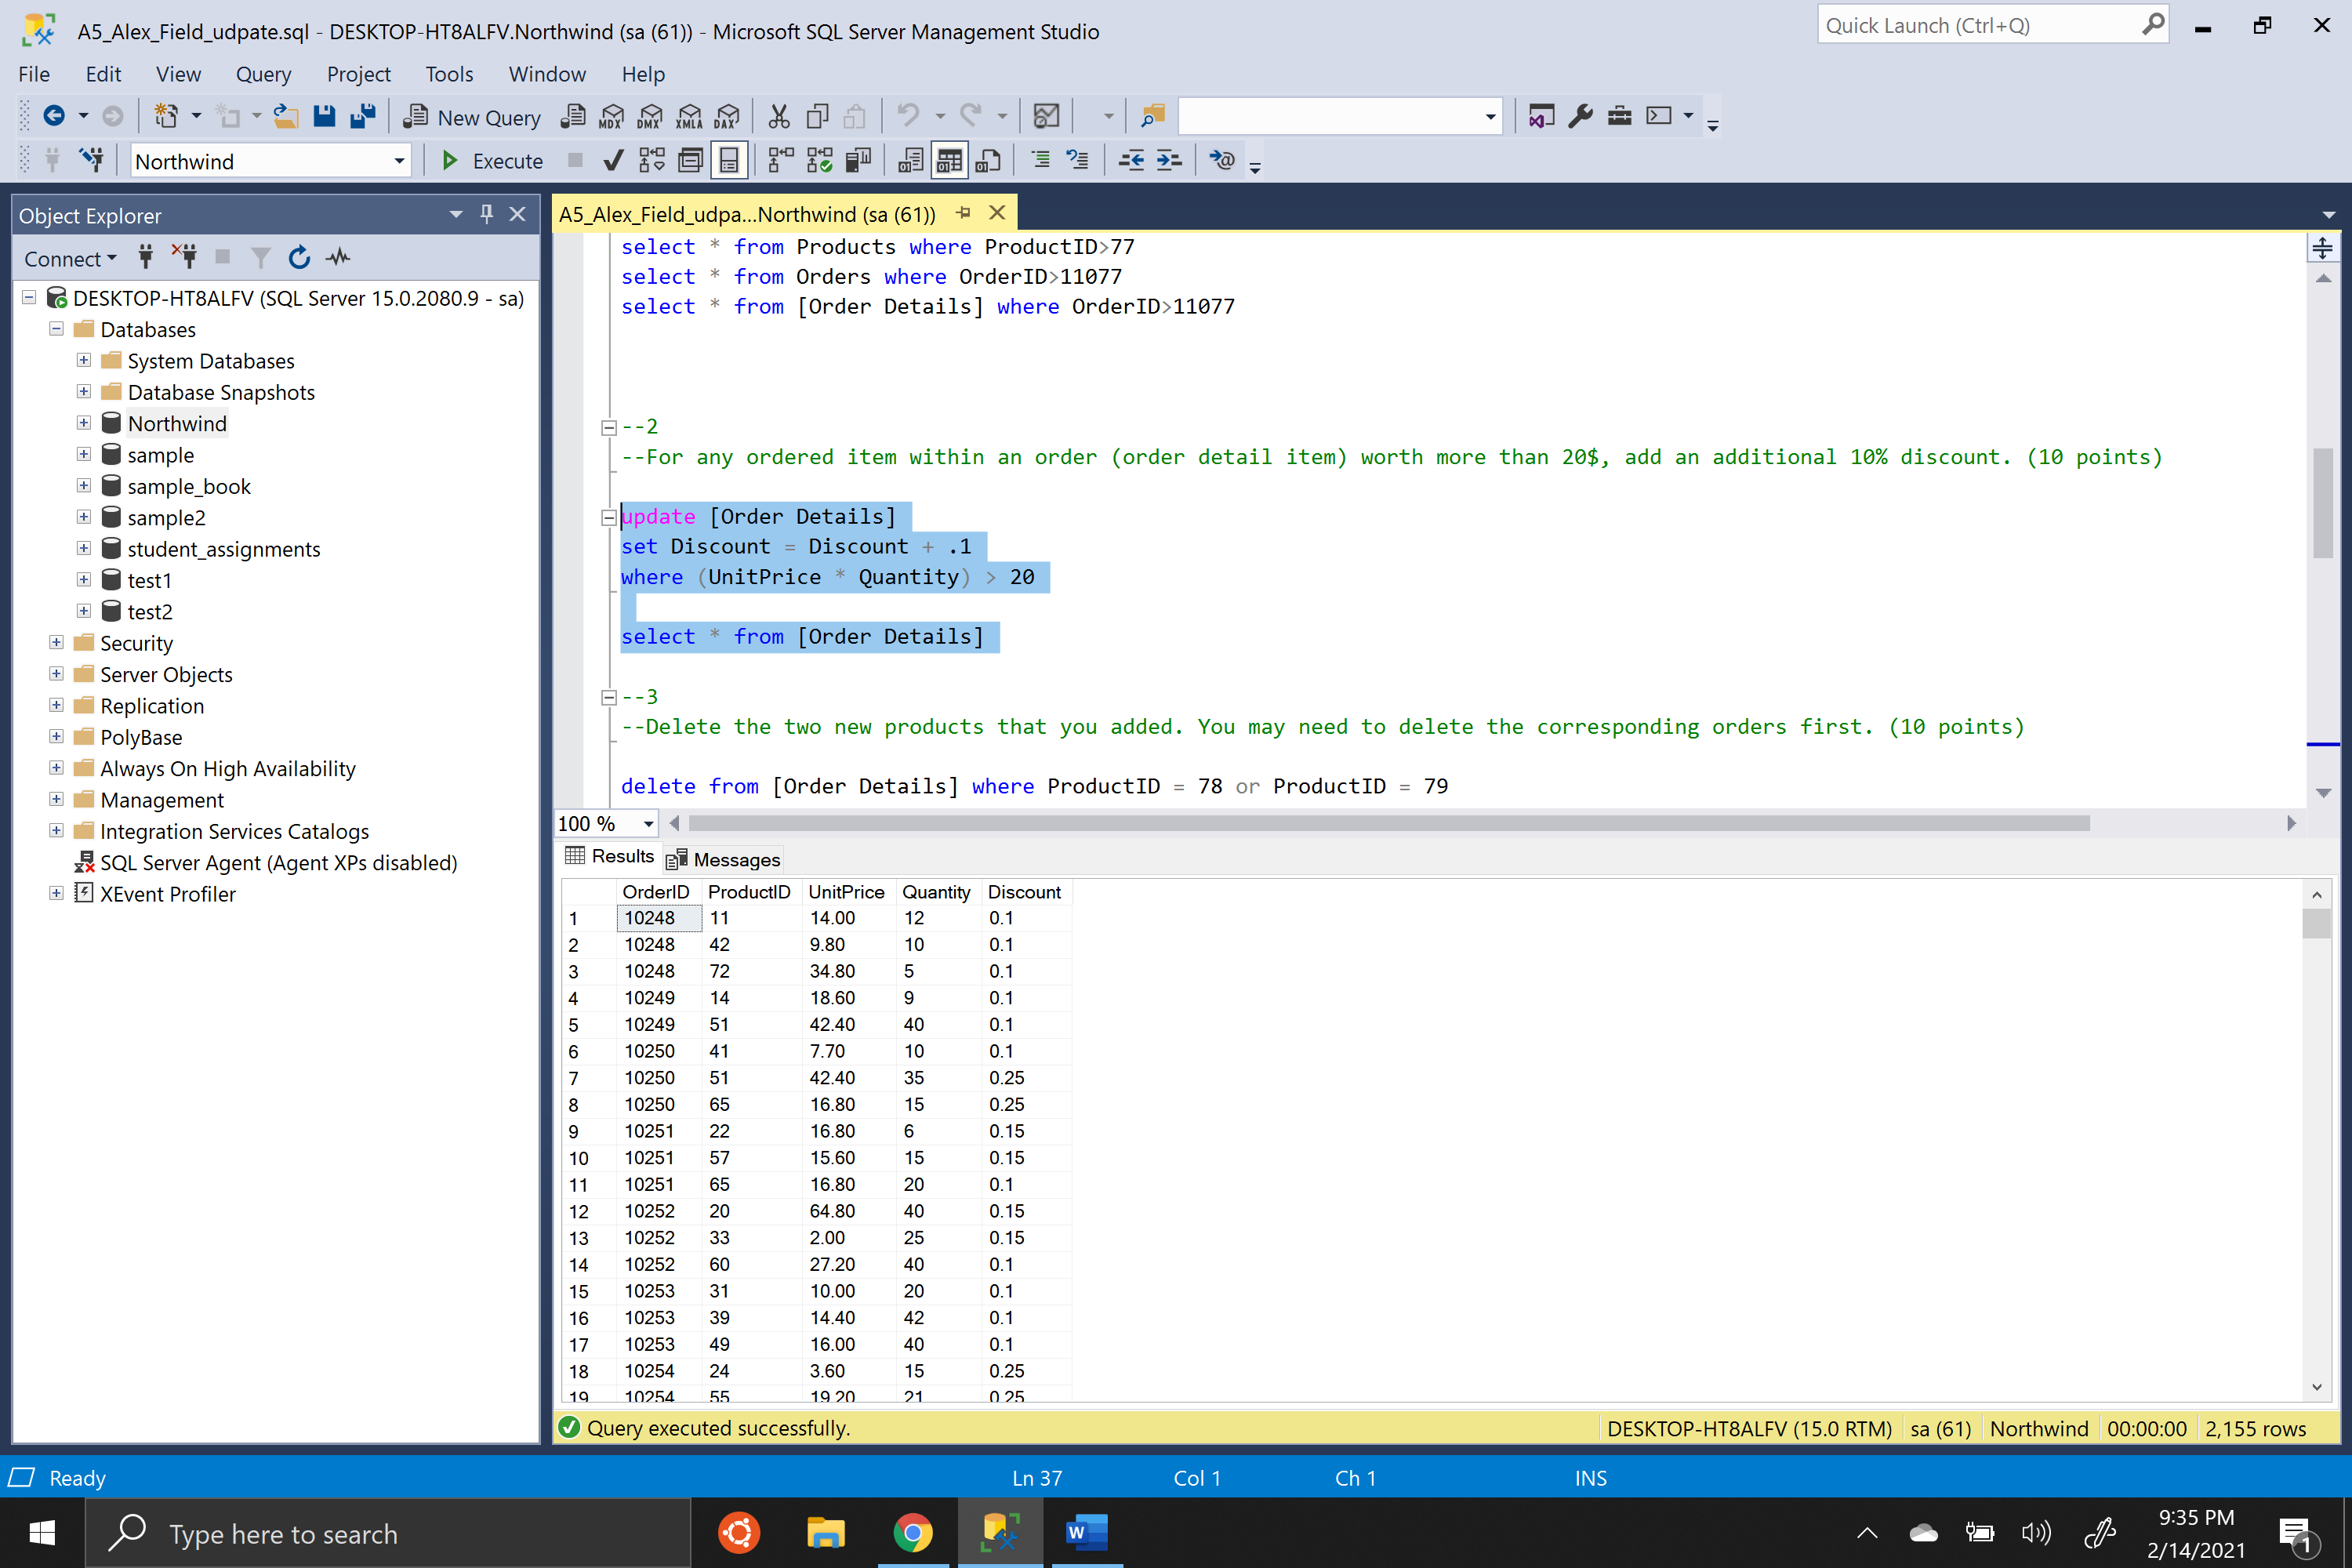 A5_Alex_Field_udpate.sql - DESKTOP-HT8ALFV.Northwind (sa (61)) - Microsoft SQL Server Management Studio
Quick Launch (Ctrl+Q)
File Edit View Query Project Tools Window Help
New Query MDX DMX XMLA DAX
Northwind Execute
Object Explorer
Connect
DESKTOP-HT8ALFV (SQL Server 15.0.2080.9 - sa)
Databases
System Databases
Database Snapshots
Northwind
sample
sample_book
sample2
student_assignments
test1
test2
Security
Server Objects
Replication
PolyBase
Always On High Availability
Management
Integration Services Catalogs
SQL Server Agent (Agent XPs disabled)
XEvent Profiler
A5_Alex_Field_udpa...Northwind (sa (61))
select * from Products where ProductID>77
select * from Orders where OrderID>11077
select * from [Order Details] where OrderID>11077
--2
--For any ordered item within an order (order detail item) worth more than 20$, add an additional 10% discount. (10 points)
update [Order Details]
set Discount = Discount + .1
where (UnitPrice * Quantity) > 20
select * from [Order Details]
--3
--Delete the two new products that you added. You may need to delete the corresponding orders first. (10 points)
delete from [Order Details] where ProductID = 78 or ProductID = 79
100 %
Results Messages
OrderID ProductID UnitPrice Quantity Discount
1 10248 11 14.00 12 0.1
2 10248 42 9.80 10 0.1
3 10248 72 34.80 5 0.1
4 10249 14 18.60 9 0.1
5 10249 51 42.40 40 0.1
6 10250 41 7.70 10 0.1
7 10250 51 42.40 35 0.25
8 10250 65 16.80 15 0.25
9 10251 22 16.80 6 0.15
10 10251 57 15.60 15 0.15
11 10251 65 16.80 20 0.1
12 10252 20 64.80 40 0.15
13 10252 33 2.00 25 0.15
14 10252 60 27.20 40 0.1
15 10253 31 10.00 20 0.1
16 10253 39 14.40 42 0.1
17 10253 49 16.00 40 0.1
18 10254 24 3.60 15 0.25
19 10254 55 19.20 21 0.25
Query executed successfully.
DESKTOP-HT8ALFV (15.0 RTM) sa (61) Northwind 00:00:00 2,155 rows
Ready Ln 37 Col 1 Ch 1 INS
Type here to search
W
9:35 PM
2/14/2021
1